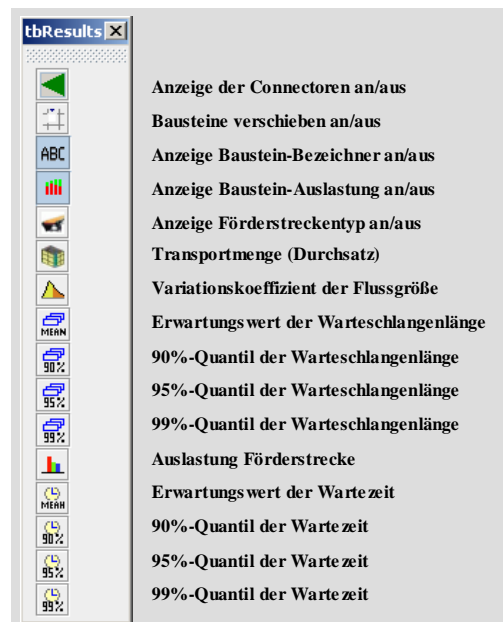 tbResults
Anzeige der Connectoren an/aus
Bausteine verschieben an/aus
ABC Anzeige Baustein-Bezeichner an/aus
Anzeige Baustein-Auslastung an/aus
Anzeige Förderstreckentyp an/aus
Transportmenge (Durchsatz)
Variationskoeffizient der Flussgröße
MEAN Erwartungswert der Warteschlangenlänge
90% 90%-Quantil der Warteschlangenlänge
95% 95%-Quantil der Warteschlangenlänge
99% 99%-Quantil der Warteschlangenlänge
Auslastung Förderstrecke
MEAN Erwartungswert der Wartezeit
90% 90%-Quantil der Wartezeit
95% 95%-Quantil der Wartezeit
99% 99%-Quantil der Wartezeit